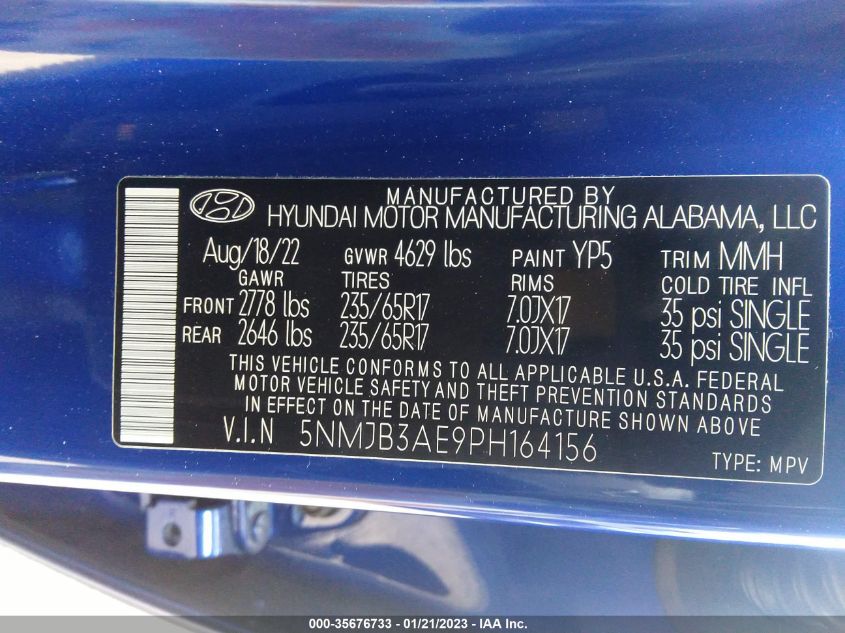 MANUFACTURED BY
HYUNDAI MOTOR MANUFACTURING ALABAMA, LLC
Aug/18/22 GVWR 4629 lbs PAINT YP5 TRIM MMH
GAWR TIRES RIMS COLD TIRE INFL
FRONT 2778 lbs 235/65R17 7.0JX17 35 psi SINGLE
REAR 2646 lbs 235/65R17 7.0JX17 35 psi SINGLE
THIS VEHICLE CONFORMS TO ALL APPLICABLE U.S.A. FEDERAL
MOTOR VEHICLE SAFETY AND THEFT PREVENTION STANDARDS
IN EFFECT ON THE DATE OF MANUFACTURE SHOWN ABOVE.
V.I.N 5NMJB3AE9PH164156
TYPE: MPV
000-35676733 - 01/21/2023 - IAA Inc.